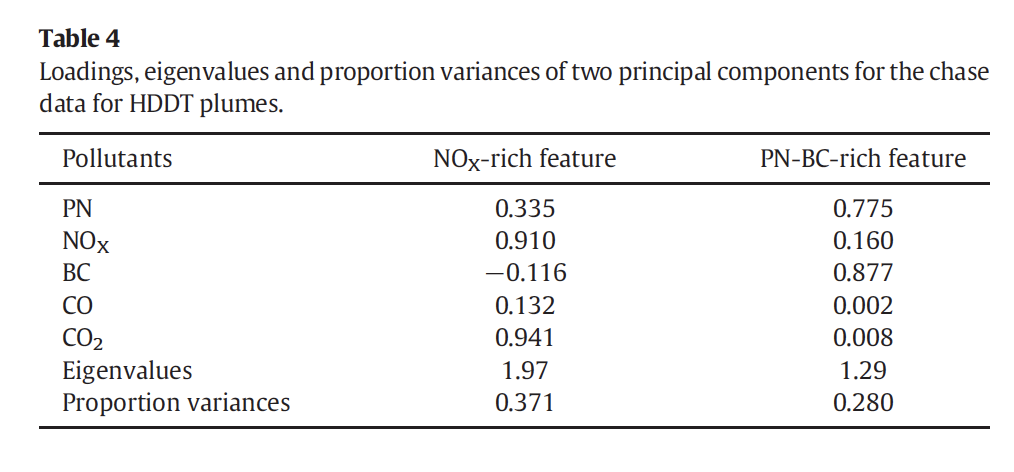 Table 4
Loadings, eigenvalues and proportion variances of two principal components for the chase
data for HDDT plumes.
Pollutants NOX-rich feature PN-BC-rich feature
PN 0.335 0.775
NOX 0.910 0.160
BC −0.116 0.877
CO 0.132 0.002
CO2 0.941 0.008
Eigenvalues 1.97 1.29
Proportion variances 0.371 0.280